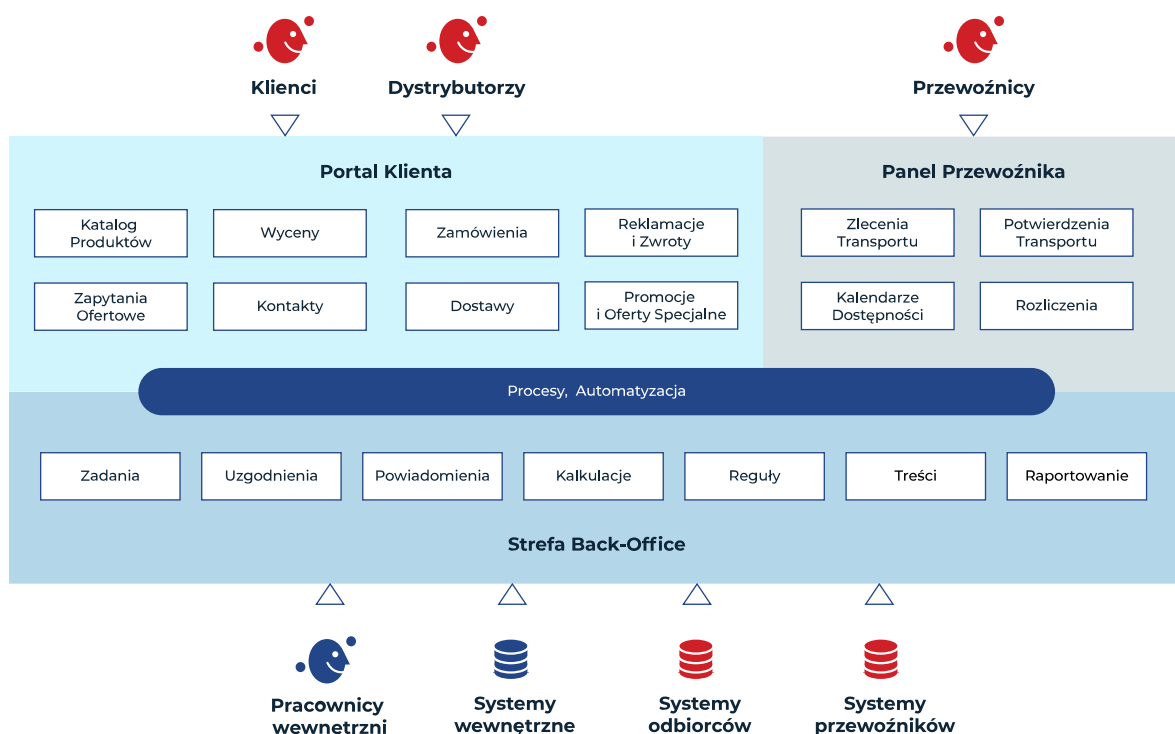 Klienci
Dystrybutorzy
Przewoźnicy
Portal Klienta
Panel Przewoźnika
Katalog
Produktów
Wyceny
Zamówienia
Reklamacje
i Zwroty
Zlecenia
Transportu
Potwierdzenia
Transportu
Zapytania
Ofertowe
Kontakty
Dostawy
Promocje
i Oferty Specjalne
Kalendarze
Dostępności
Rozliczenia
Procesy, Automatyzacja
Zadania
Uzgodnienia
Powiadomienia
Kalkulacje
Reguły
Treści
Raportowanie
Strefa Back-Office
Pracownicy
wewnetrzni
Systemy
wewnętrzne
Systemy
odbiorców
Systemy
przewoźników